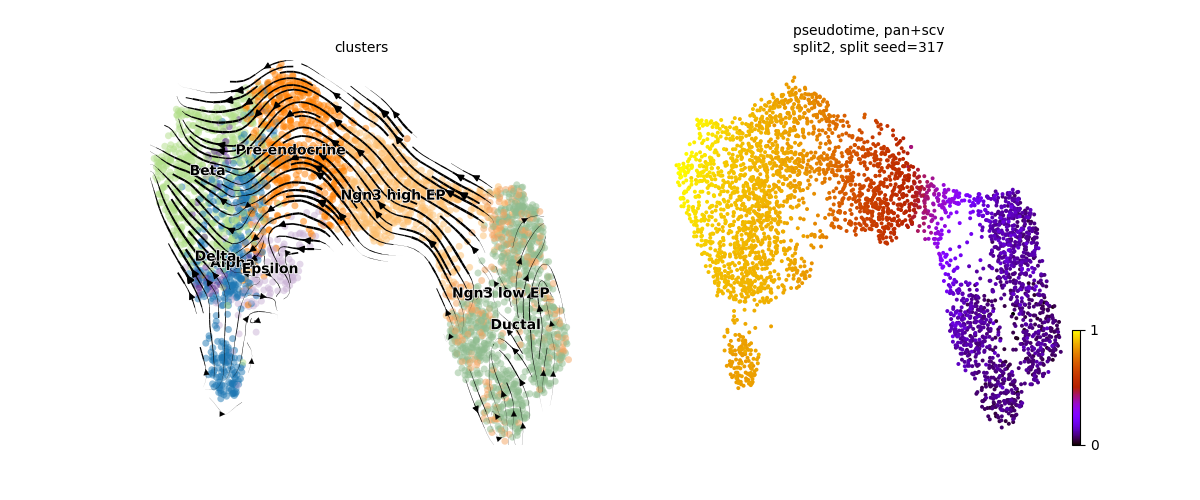 clusters
Pre-endocrine
Beta
Ngn3 high EP
Delta
Alpha
Epsilon
Ngn3 low EP
Ductal
pseudotime, pan+scv
split2, split seed=317
1
0